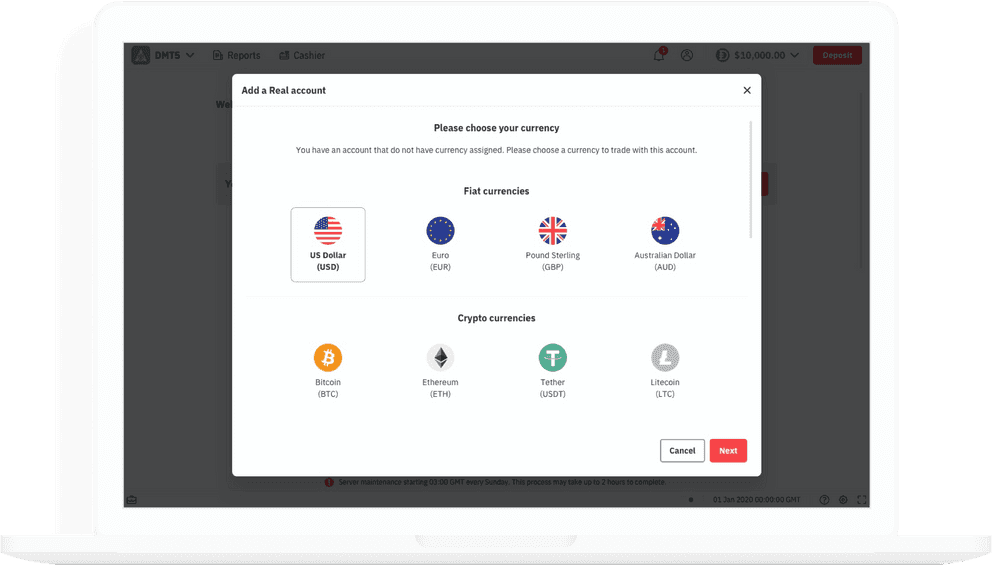 DMT5 Reports Cashier 1 $10,000.00 Deposit
Add a Real account
Please choose your currency
You have an account that do not have currency assigned. Please choose a currency to trade with this account.
Fiat currencies
US Dollar Euro Pound Sterling Australian Dollar
(USD) (EUR) (GBP) (AUD)
Crypto currencies
Bitcoin Ethereum Tether Litecoin
(BTC) (ETH) (USDT) (LTC)
Cancel Next
Server maintenance starting 03:00 GMT every Sunday. This process may take up to 2 hours to complete.
01 Jan 2020 00:00:00 GMT